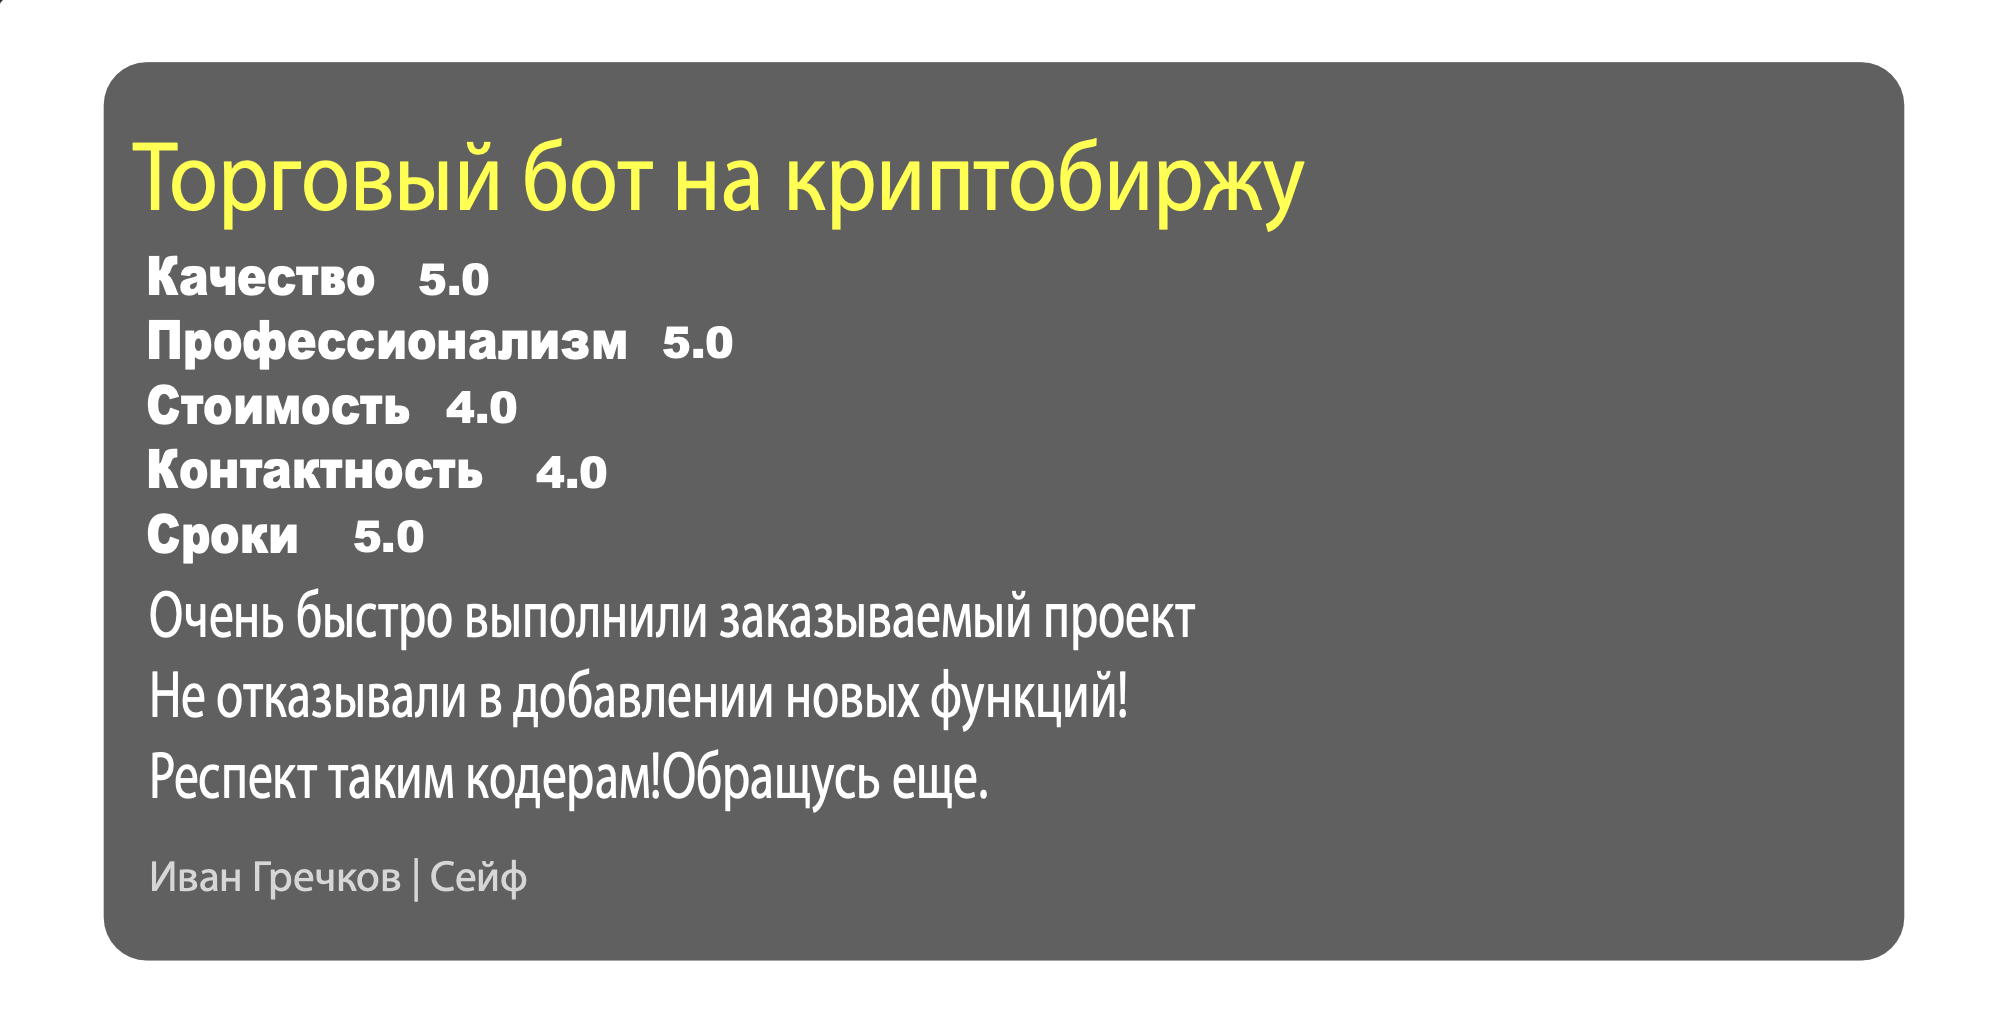 Торговый бот на криптобиржу
Качество 5.0
Профессионализм 5.0
Стоимость 4.0
Контактность 4.0
Сроки 5.0
Очень быстро выполнили заказываемый проект
Не отказывали в добавлении новых функций!
Респект таким кодерам!Обращусь еще.
Иван Гречков | Сейф